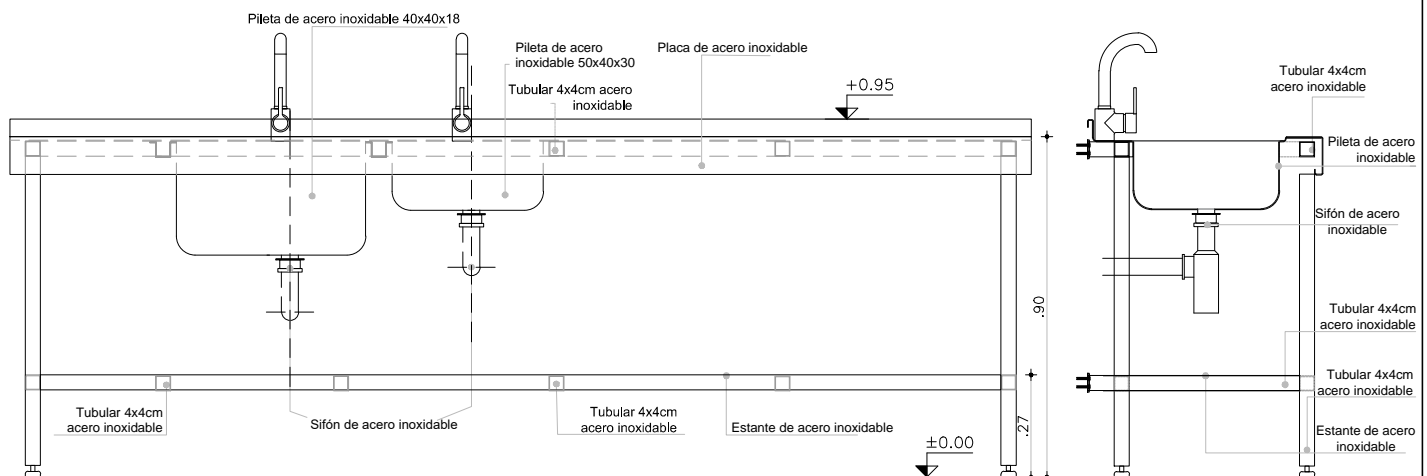 Pileta de acero inoxidable 40x40x18
Pileta de acero
inoxidable 50x40x30
Tubular 4x4cm acero
inoxidable
Placa de acero inoxidable
+0.95
.90
.27
±0.00
Tubular 4x4cm
acero inoxidable
Sifón de acero inoxidable
Tubular 4x4cm
acero inoxidable
Estante de acero inoxidable
Tubular 4x4cm
acero inoxidable
Pileta de acero
inoxidable
Sifón de acero
inoxidable
Tubular 4x4cm
acero inoxidable
Tubular 4x4cm
acero inoxidable
Estante de acero
inoxidable